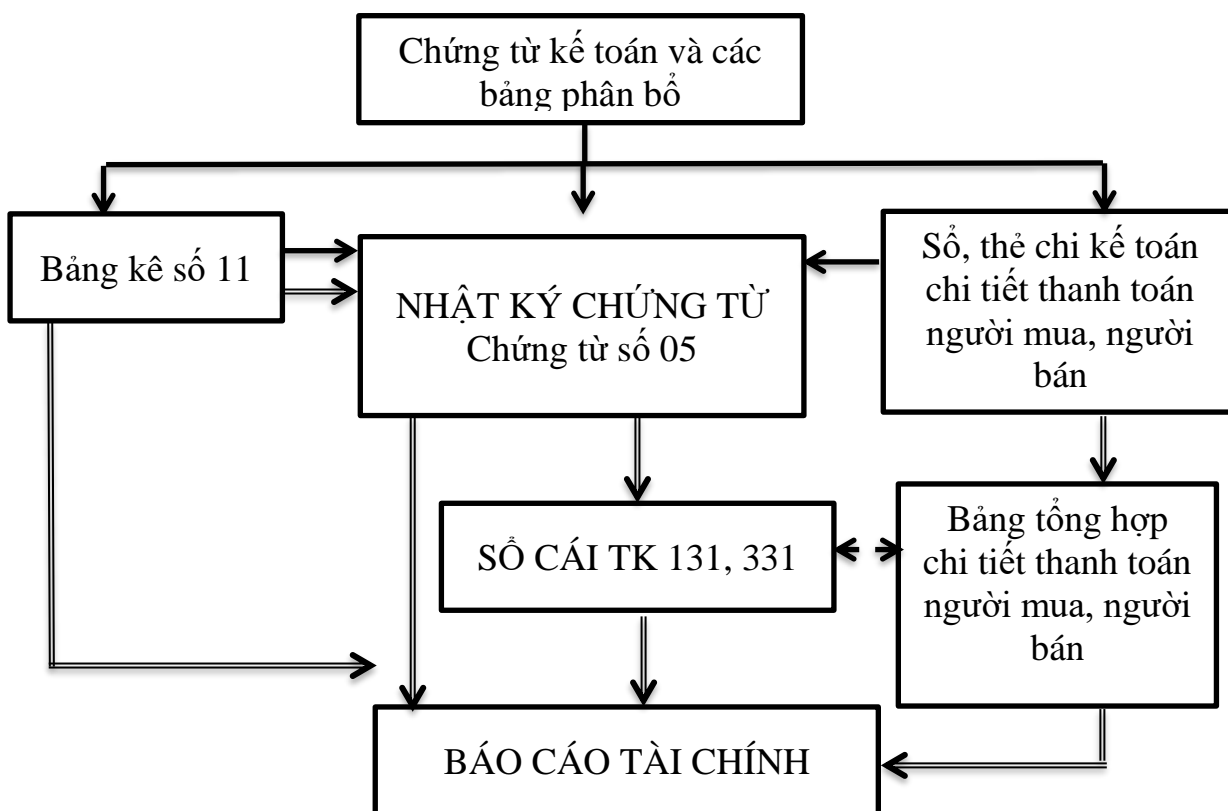 Chứng từ kế toán và các
bảng phân bổ
Bảng kê số 11
NHẬT KÝ CHỨNG TỪ
Chứng từ số 05
Sổ, thẻ chi kế toán
chi tiết thanh toán
người mua, người
bán
SỔ CÁI TK 131, 331
Bảng tổng hợp
chi tiết thanh toán
người mua, người
bán
BÁO CÁO TÀI CHÍNH